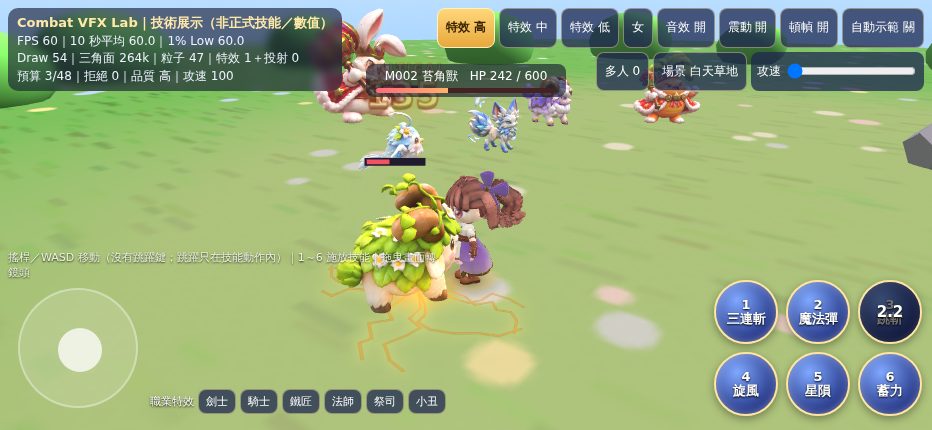 Combat VFX Lab｜技術展示（非正式技能／數值）
FPS 60｜10 秒平均 60.0｜1% Low 60.0
Draw 54｜三角面 264k｜粒子 47｜特效 1＋投射 0
預算 3/48｜拒絕 0｜品質 高｜攻速 100
特效 高
特效 中
特效 低
女
音效 開
震動 開
頓幀 開
自動示範 關
多人 0
場景 白天草地
攻速
M002 苔角獸 HP 242 / 600
搖桿／WASD 移動（沒有跳躍鍵；跳躍只在技能動作內）｜1~6 施放技能｜拖曳畫面轉
鏡頭
1
三連斬
2
魔法彈
3
2.2
跳斬
4
旋風
5
星隕
6
蓄力
職業特效
劍士
騎士
鐵匠
法師
祭司
小丑